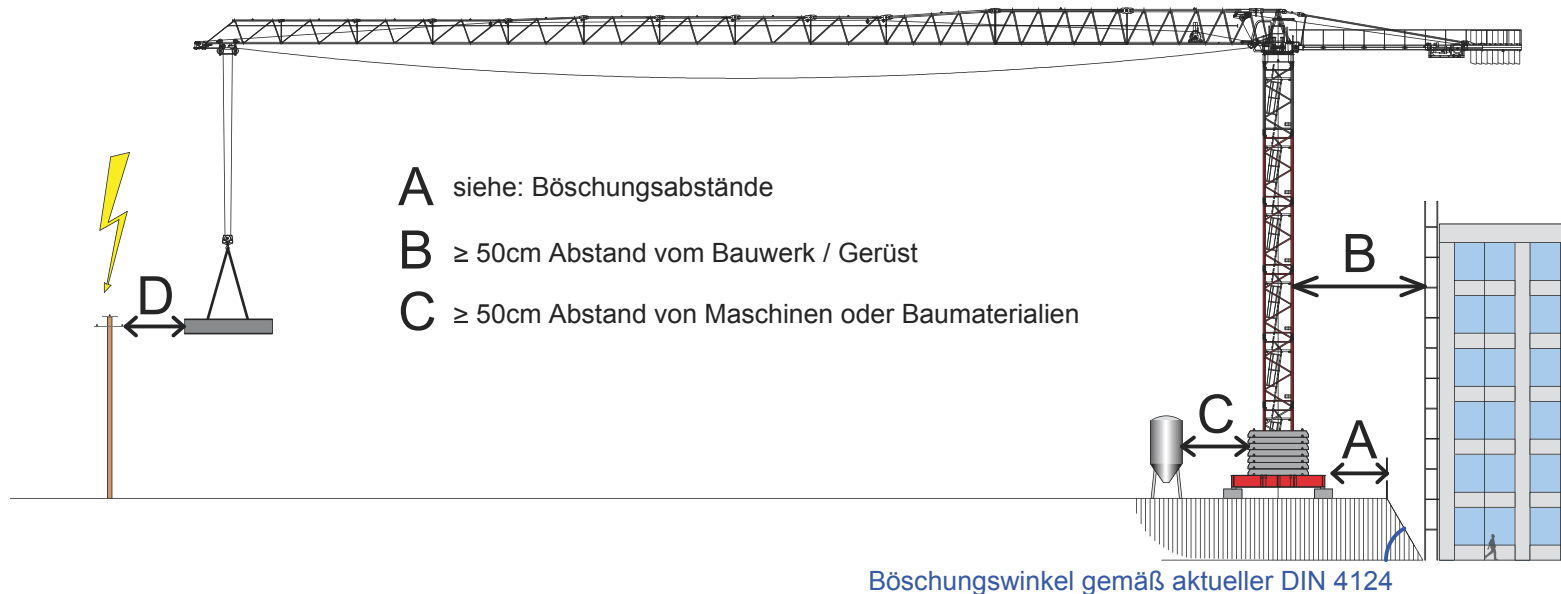 A siehe: Böschungsabstände
B ≥ 50cm Abstand vom Bauwerk / Gerüst
C ≥ 50cm Abstand von Maschinen oder Baumaterialien
B
D
C
A
Böschungswinkel gemäß aktueller DIN 4124